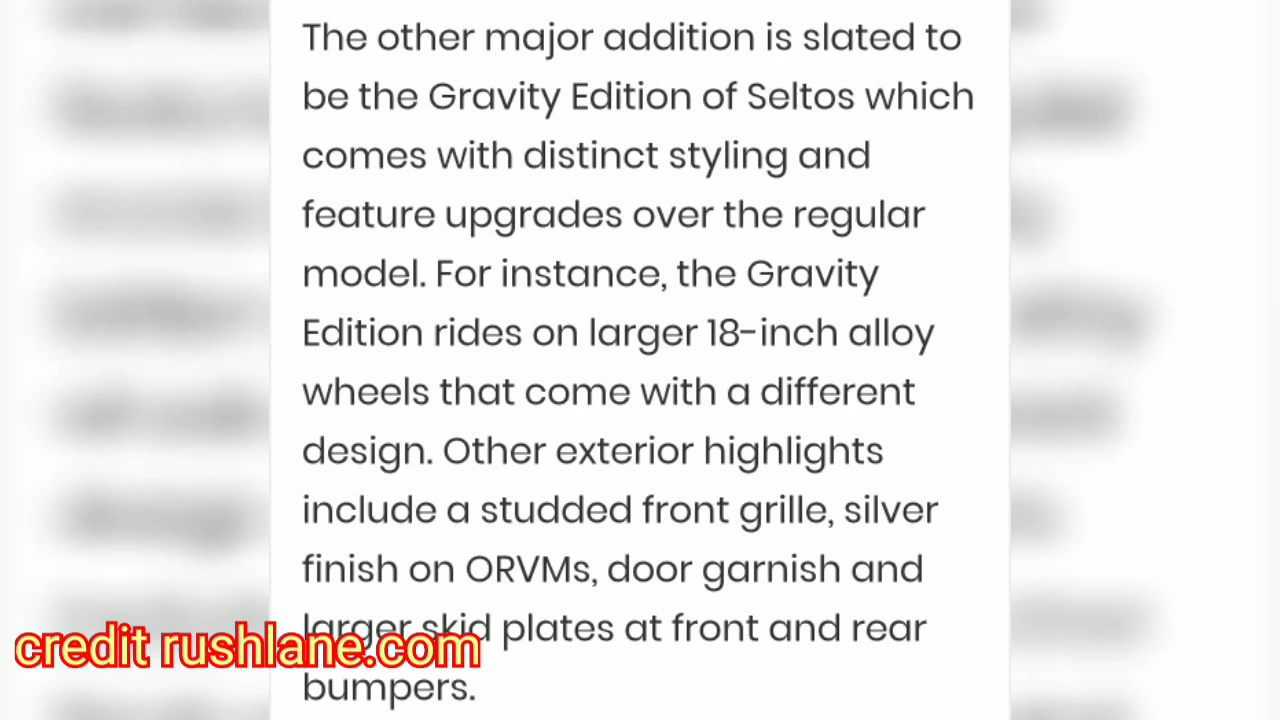 The other major addition is slated to
be the Gravity Edition of Seltos which
comes with distinct styling and
feature upgrades over the regular
model. For instance, the Gravity
Edition rides on larger 18-inch alloy
wheels that come with a different
design. Other exterior highlights
include a studded front grille, silver
finish on ORVMs, door garnish and
larger skid plates at front and rear
credit rushlane.com
bumpers.